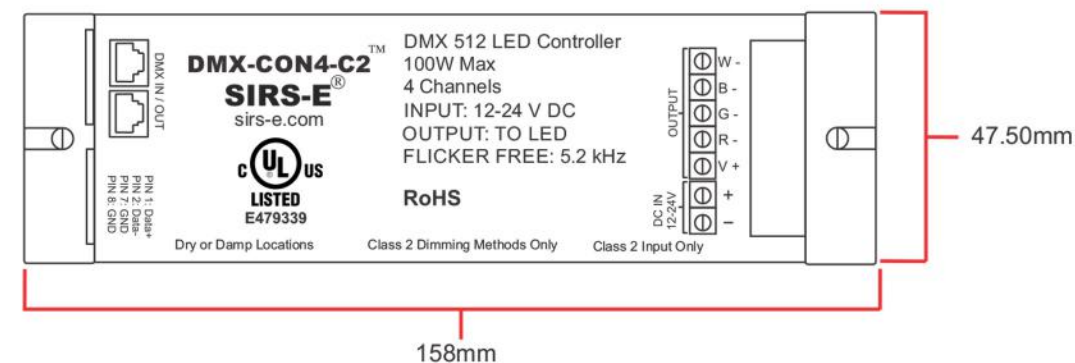 DMX IN / OUT
PIN 1: Data+
PIN 2: Data-
PIN 7: GND
PIN 8: GND
DMX-CON4-C2™
SIRS-E®
sirs-e.com
C UL US
LISTED
E479339
DMX 512 LED Controller
100W Max
4 Channels
INPUT: 12-24 V DC
OUTPUT: TO LED
FLICKER FREE: 5.2 kHz
RoHS
OUTPUT
W -
B -
G -
R -
V +
DC IN
12-24V
+
−
Dry or Damp Locations
Class 2 Dimming Methods Only
Class 2 Input Only
47.50mm
158mm